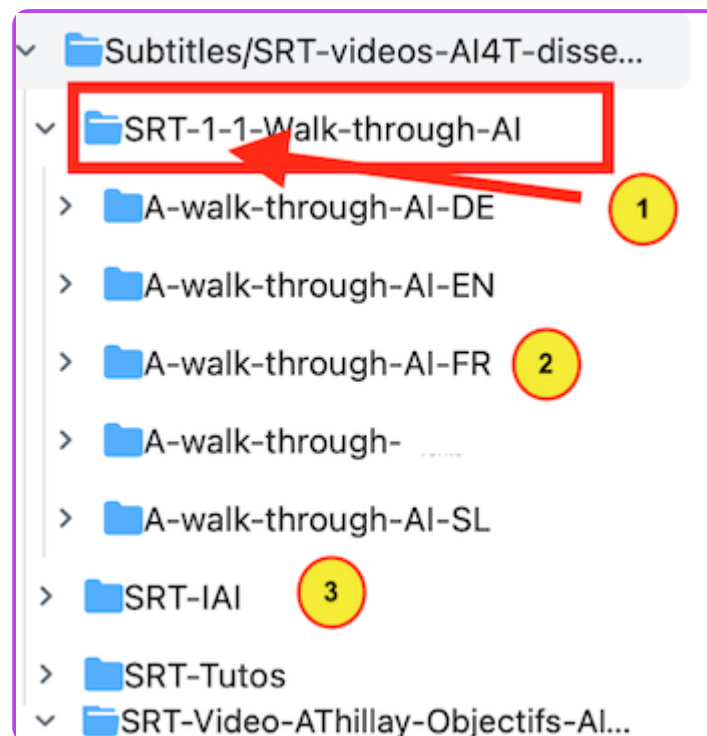 Subtitles/SRT-videos-AI4T-disse...
SRT-1-1-Walk-through-AI
A-walk-through-AI-DE
1
A-walk-through-AI-EN
A-walk-through-AI-FR
2
A-walk-through-
A-walk-through-AI-SL
SRT-IAI
3
SRT-Tutos
SRT-Video-AThillay-Objectifs-AI...